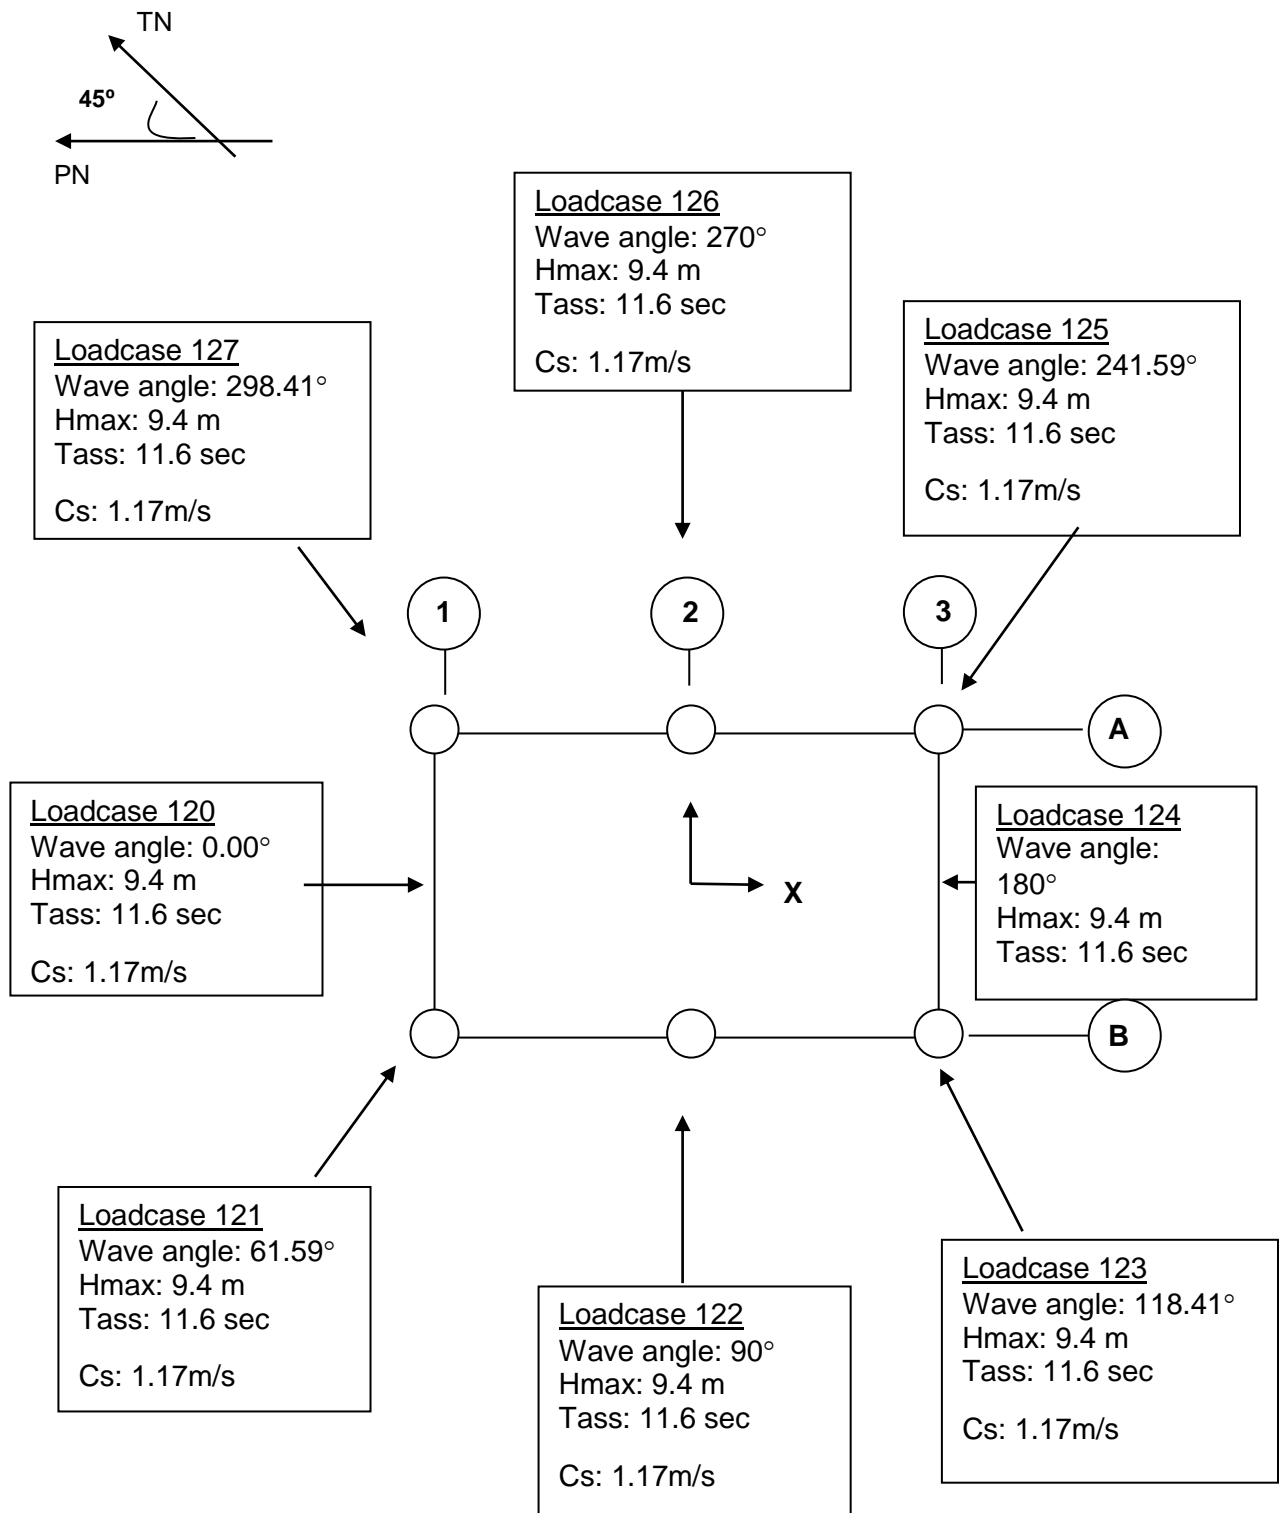 TN
45º
PN
Loadcase 126
Wave angle: 270°
Hmax: 9.4 m
Tass: 11.6 sec
Cs: 1.17m/s
Loadcase 127
Wave angle: 298.41°
Hmax: 9.4 m
Tass: 11.6 sec
Cs: 1.17m/s
Loadcase 125
Wave angle: 241.59°
Hmax: 9.4 m
Tass: 11.6 sec
Cs: 1.17m/s
1
2
3
A
Loadcase 120
Wave angle: 0.00°
Hmax: 9.4 m
Tass: 11.6 sec
Cs: 1.17m/s
X
Loadcase 124
Wave angle:
180°
Hmax: 9.4 m
Tass: 11.6 sec
B
Loadcase 121
Wave angle: 61.59°
Hmax: 9.4 m
Tass: 11.6 sec
Cs: 1.17m/s
Loadcase 122
Wave angle: 90°
Hmax: 9.4 m
Tass: 11.6 sec
Cs: 1.17m/s
Loadcase 123
Wave angle: 118.41°
Hmax: 9.4 m
Tass: 11.6 sec
Cs: 1.17m/s